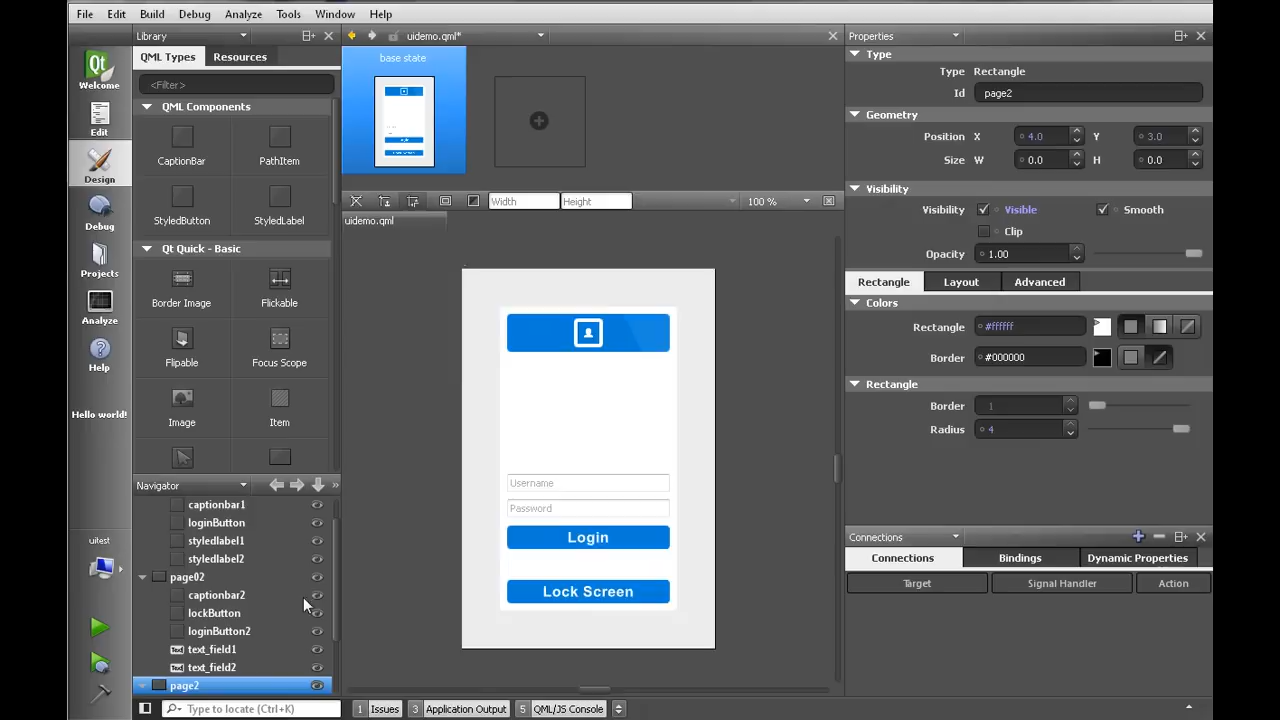 File Edit Build Debug Analyze Tools Window Help
Library
uidemo.qml*
Properties
Qt
Welcome
Edit
Design
Debug
Projects
Analyze
Help
Hello world!
uitest
QML Types Resources
<Filter>
QML Components
CaptionBar PathItem
StyledButton StyledLabel
Qt Quick - Basic
Border Image Flickable
Flipable Focus Scope
Image Item
Navigator
captionbar1
loginButton
styledlabel1
styledlabel2
page02
captionbar2
lockButton
loginButton2
text_field1
text_field2
page2
base state
Width Height 100 %
uidemo.qml
Username
Password
Login
Lock Screen
Type
Type Rectangle
Id page2
Geometry
Position X 4.0 Y 3.0
Size W 0.0 H 0.0
Visibility
Visibility Visible Smooth
Clip
Opacity 1.00
Rectangle Layout Advanced
Colors
Rectangle #ffffff
Border #000000
Rectangle
Border 1
Radius 4
Connections
Connections Bindings Dynamic Properties
Target Signal Handler Action
Type to locate (Ctrl+K) 1 Issues 3 Application Output 5 QML/JS Console